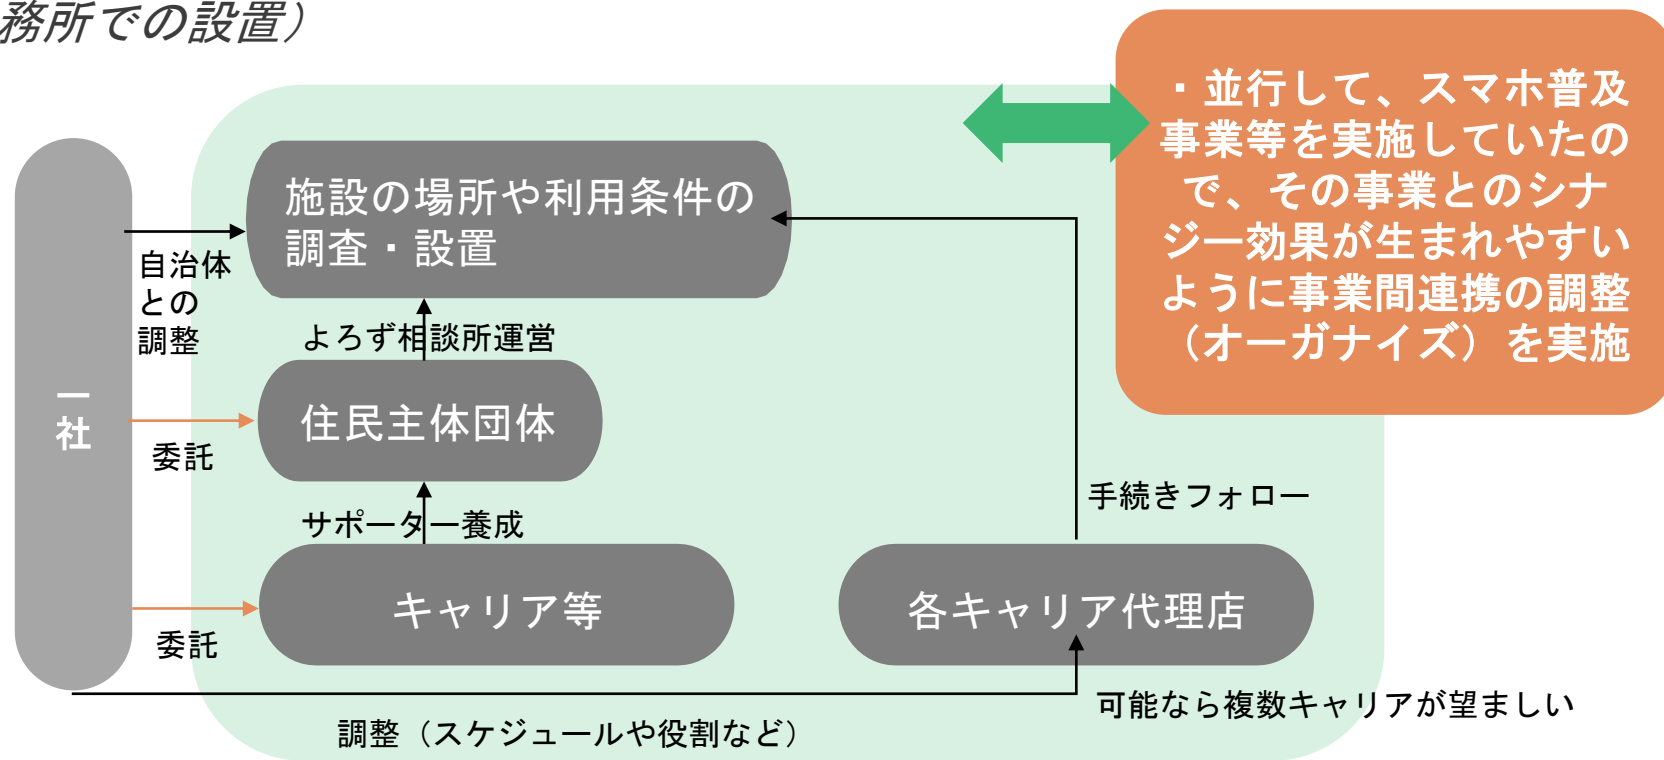 務所での設置）
・並行して、スマホ普及
事業等を実施していたの
で、その事業とのシナ
ジー効果が生まれやすい
ように事業間連携の調整
（オーガナイズ）を実施
一社
施設の場所や利用条件の
調査・設置
自治体
との
調整
よろず相談所運営
住民主体団体
委託
サポーター養成
手続きフォロー
キャリア等
各キャリア代理店
委託
可能なら複数キャリアが望ましい
調整（スケジュールや役割など）